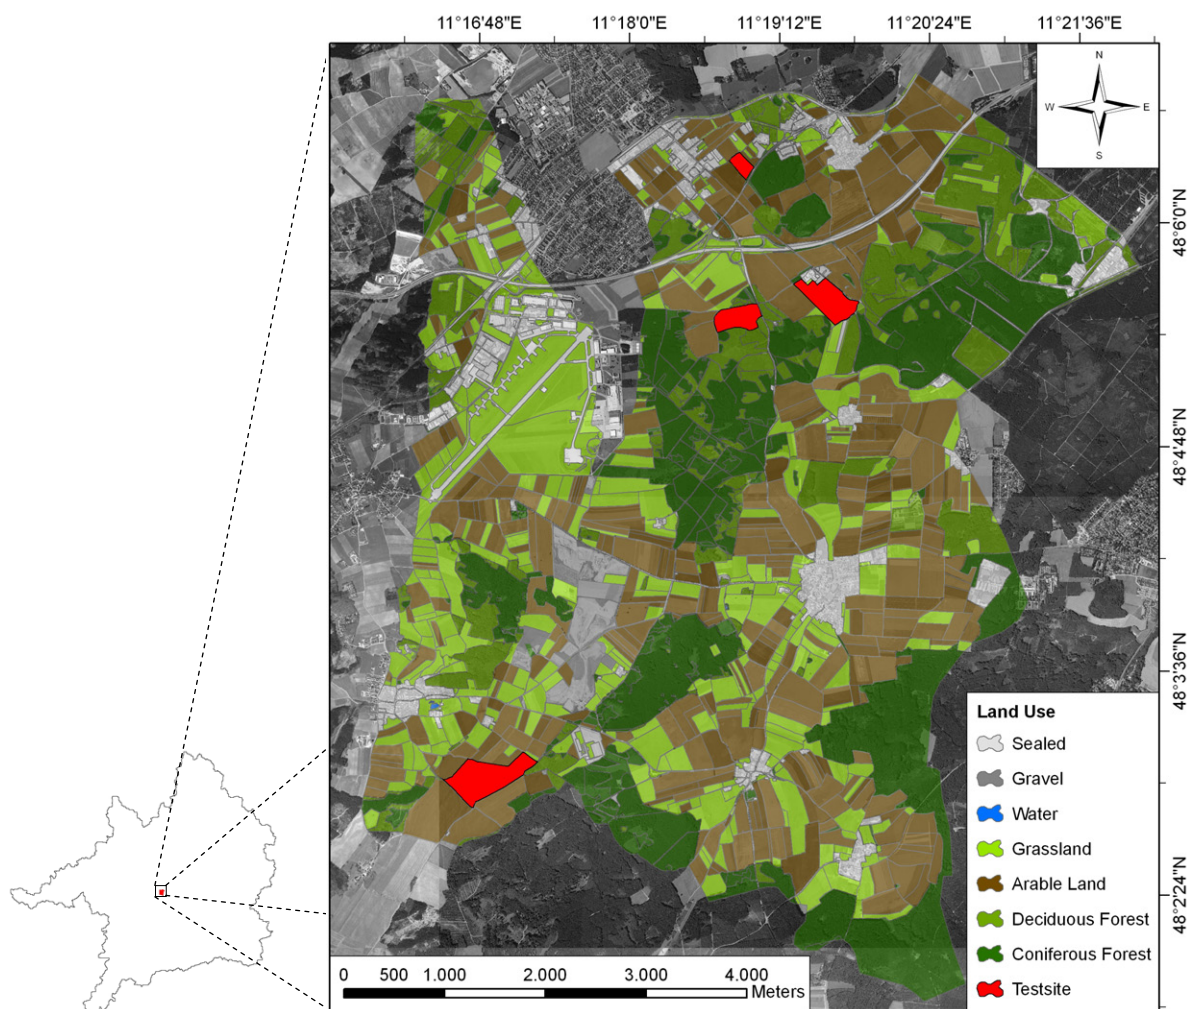 11°16'48"E 11°18'0"E 11°19'12"E 11°20'24"E 11°21'36"E
N
W E
S
48°6'0"N
48°4'48"N
48°3'36"N
48°2'24"N
Land Use
Sealed
Gravel
Water
Grassland
Arable Land
Deciduous Forest
Coniferous Forest
Testsite
0 500 1.000 2.000 3.000 4.000
Meters